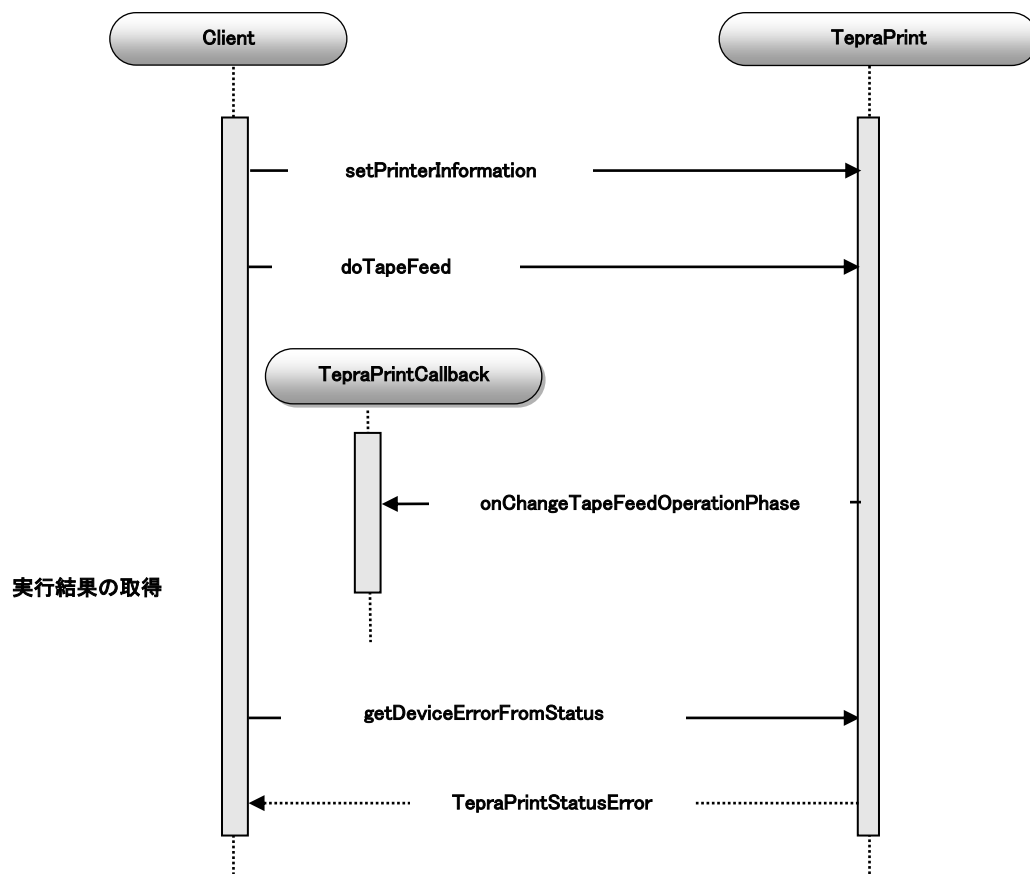 Client
TepraPrint
setPrinterInformation
doTapeFeed
TepraPrintCallback
onChangeTapeFeedOperationPhase
実行結果の取得
getDeviceErrorFromStatus
TepraPrintStatusError